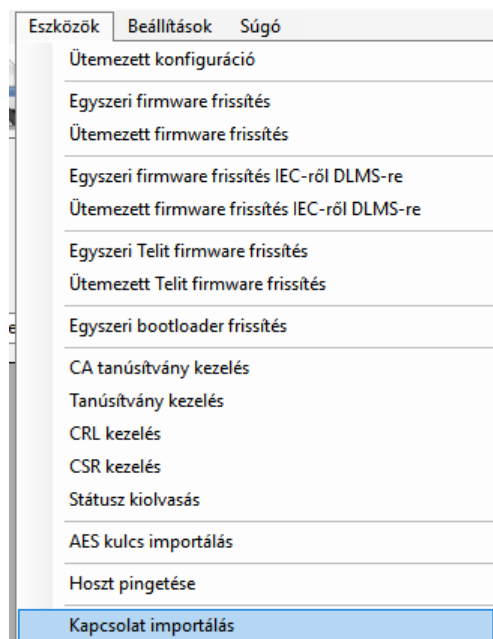 Eszközök Beállítások Súgó
Ütemezett konfiguráció
Egyszeri firmware frissítés
Ütemezett firmware frissítés
Egyszeri firmware frissítés IEC-ről DLMS-re
Ütemezett firmware frissítés IEC-ről DLMS-re
Egyszeri Telit firmware frissítés
Ütemezett Telit firmware frissítés
Egyszeri bootloader frissítés
CA tanúsítvány kezelés
Tanúsítvány kezelés
CRL kezelés
CSR kezelés
Státusz kiolvasás
AES kulcs importálás
Hoszt pingetése
Kapcsolat importálás